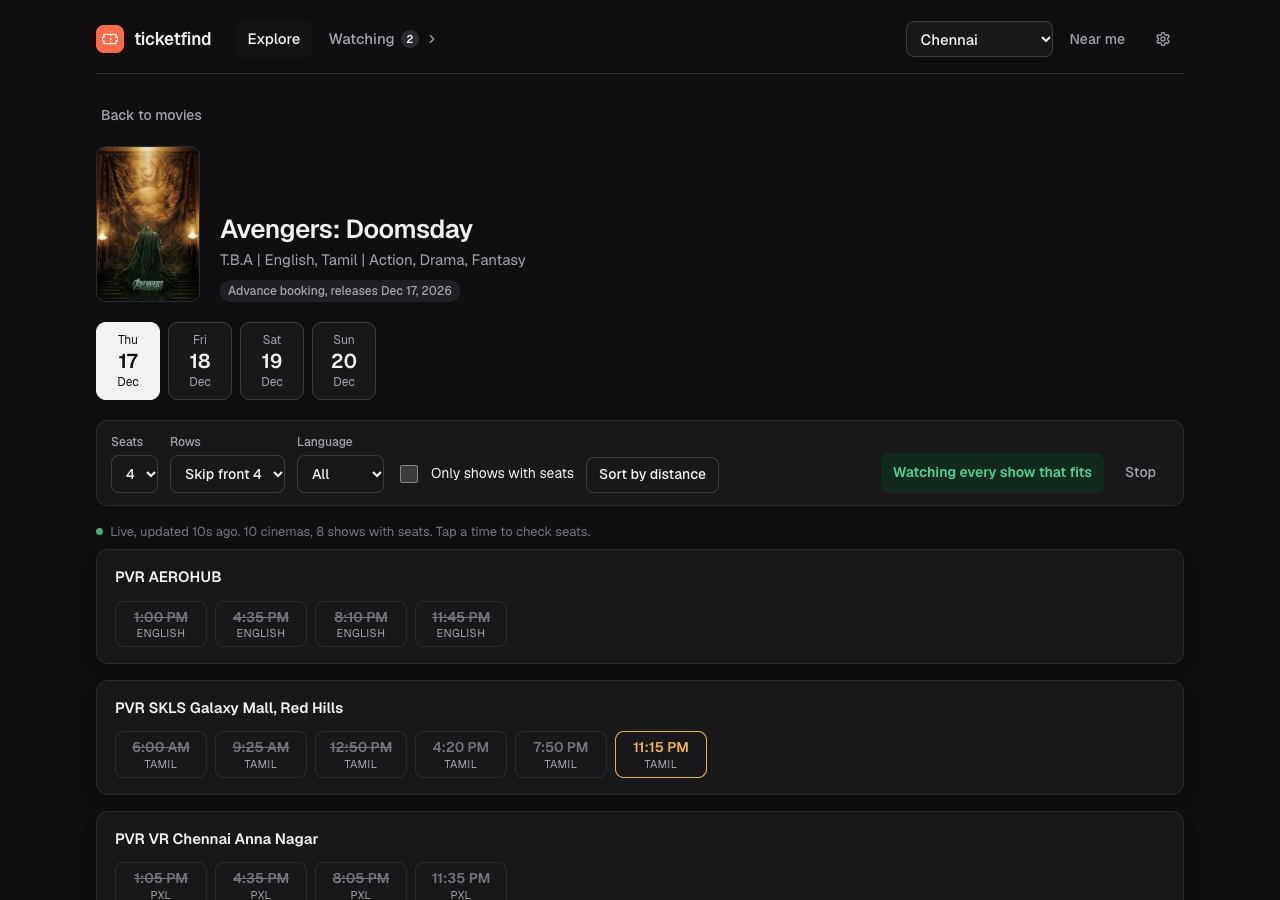 ticketfind Explore Watching 2 Chennai Near me
Back to movies
AVENGERS
Avengers: Doomsday
T.B.A | English, Tamil | Action, Drama, Fantasy
Advance booking, releases Dec 17, 2026
Thu Fri Sat Sun
17 18 19 20
Dec Dec Dec Dec
Seats Rows Language
4 Skip front 4 All Only shows with seats Sort by distance Watching every show that fits Stop
Live, updated 10s ago. 10 cinemas, 8 shows with seats. Tap a time to check seats.
PVR AEROHUB
1:00 PM 4:35 PM 8:10 PM 11:45 PM
ENGLISH ENGLISH ENGLISH ENGLISH
PVR SKLS Galaxy Mall, Red Hills
6:00 AM 9:25 AM 12:50 PM 4:20 PM 7:50 PM 11:15 PM
TAMIL TAMIL TAMIL TAMIL TAMIL TAMIL
PVR VR Chennai Anna Nagar
1:05 PM 4:35 PM 8:05 PM 11:35 PM
PXL PXL PXL PXL